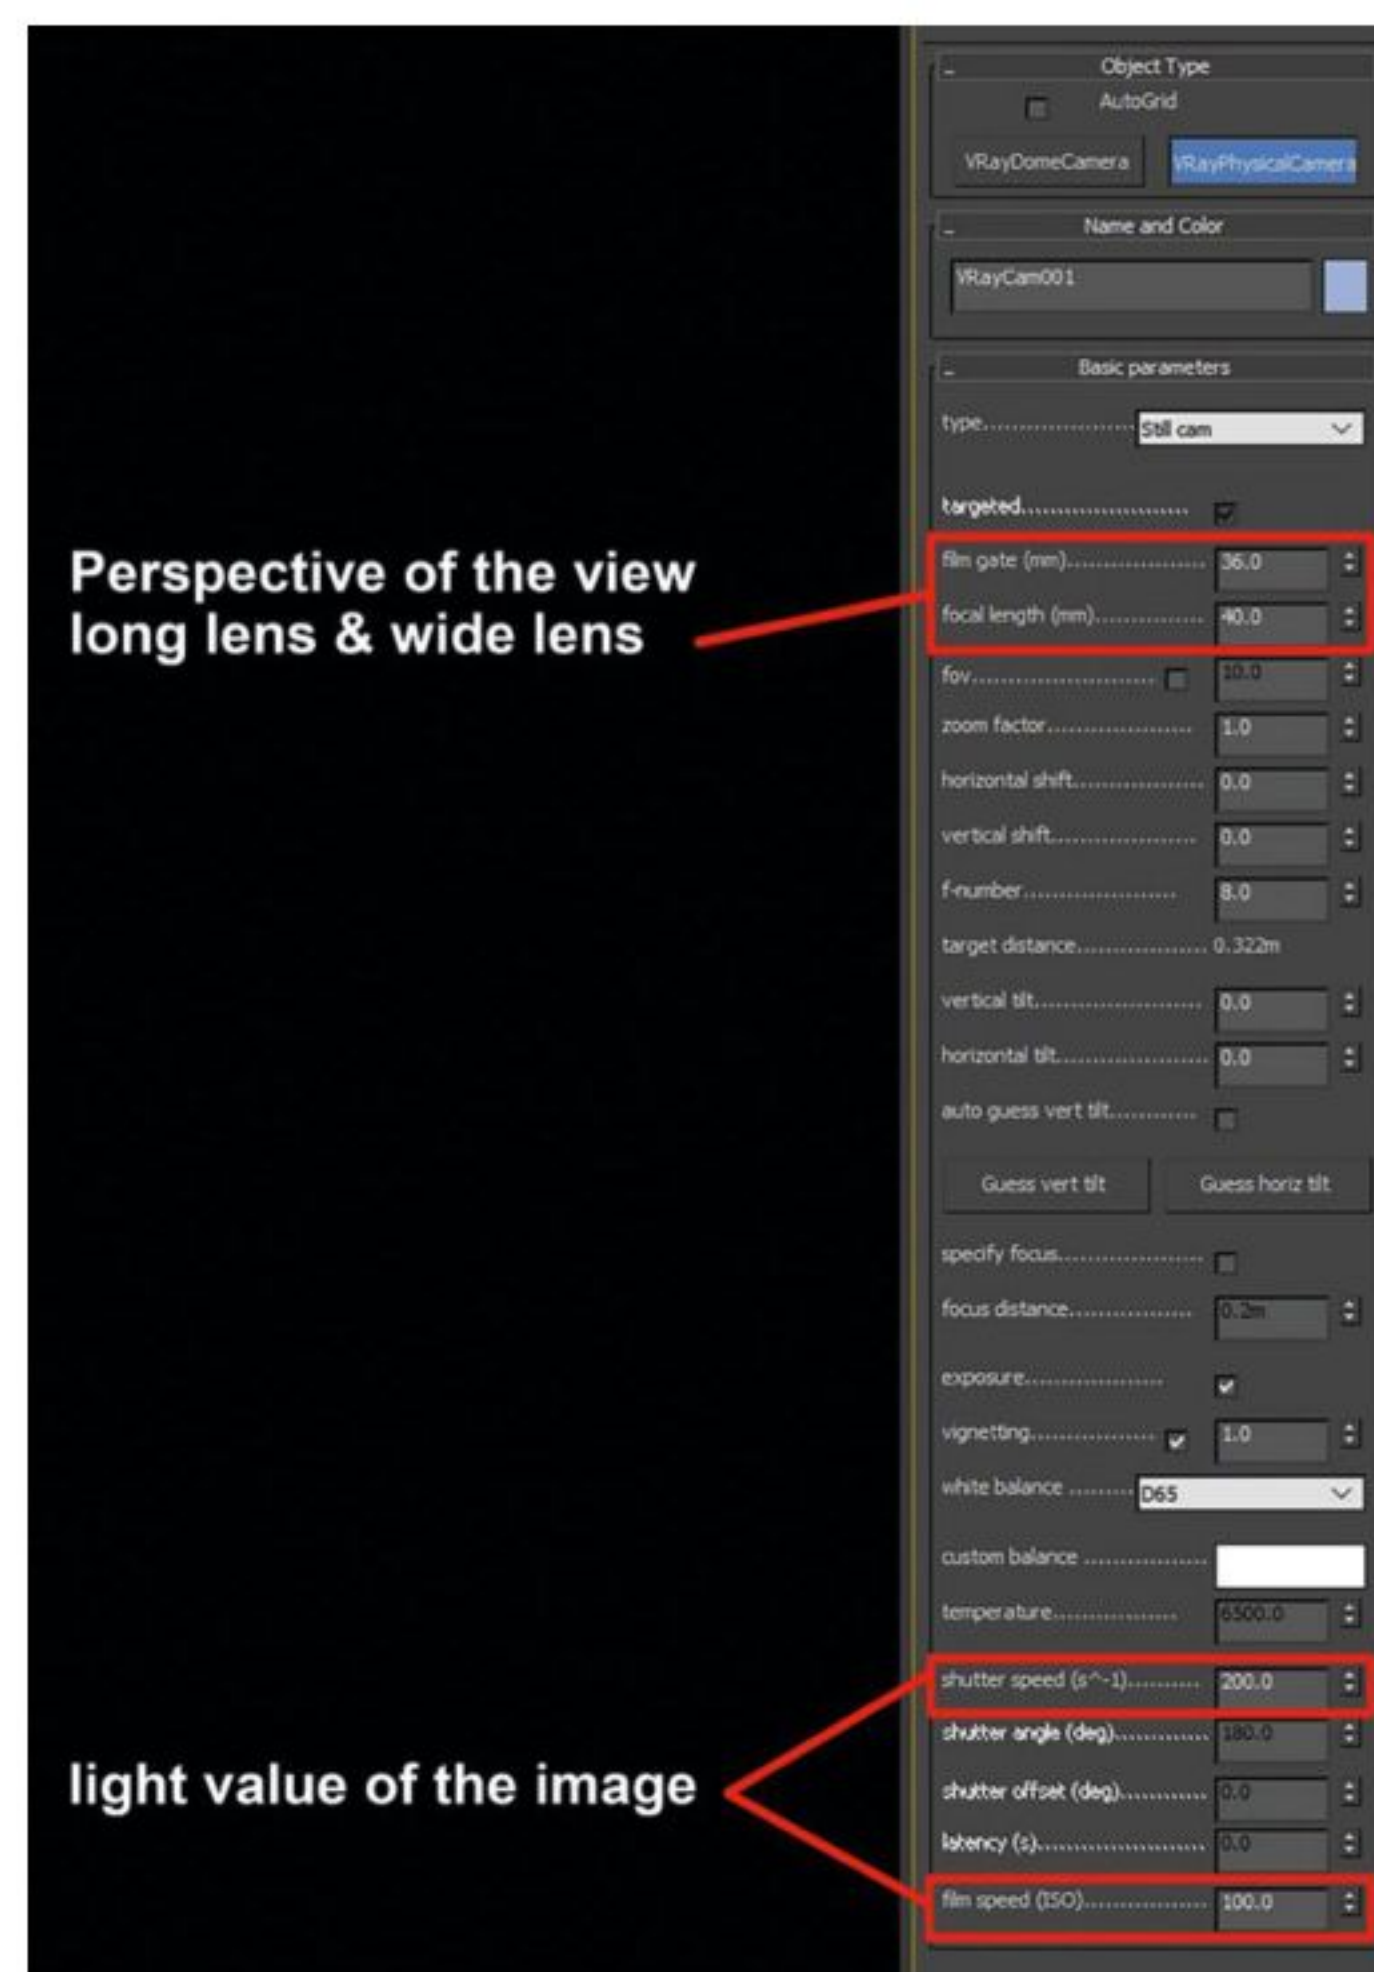 Object Type
AutoGrid
VRayDomeCamera VRayPhysicalCamera
Name and Color
VRayCam001
Basic parameters
type..................... Still cam
targeted.......................
Perspective of the view
long lens & wide lens
film gate (mm)................... 36.0
focal length (mm)............... 40.0
fov......................... 10.0
zoom factor.................... 1.0
horizontal shift.................. 0.0
vertical shift.................... 0.0
f-number..................... 8.0
target distance.................. 0.322m
vertical tilt....................... 0.0
horizontal tilt..................... 0.0
auto guess vert tilt............
Guess vert tilt Guess horiz tilt
specify focus....................
focus distance................. 0.2m
exposure...................
vignetting................. 1.0
white balance ......... D65
custom balance .................
temperature................. 6500.0
shutter speed (s^-1).......... 200.0
shutter angle (deg)............. 180.0
light value of the image
shutter offset (deg)............ 0.0
latency (s)....................... 0.0
film speed (ISO)................. 100.0